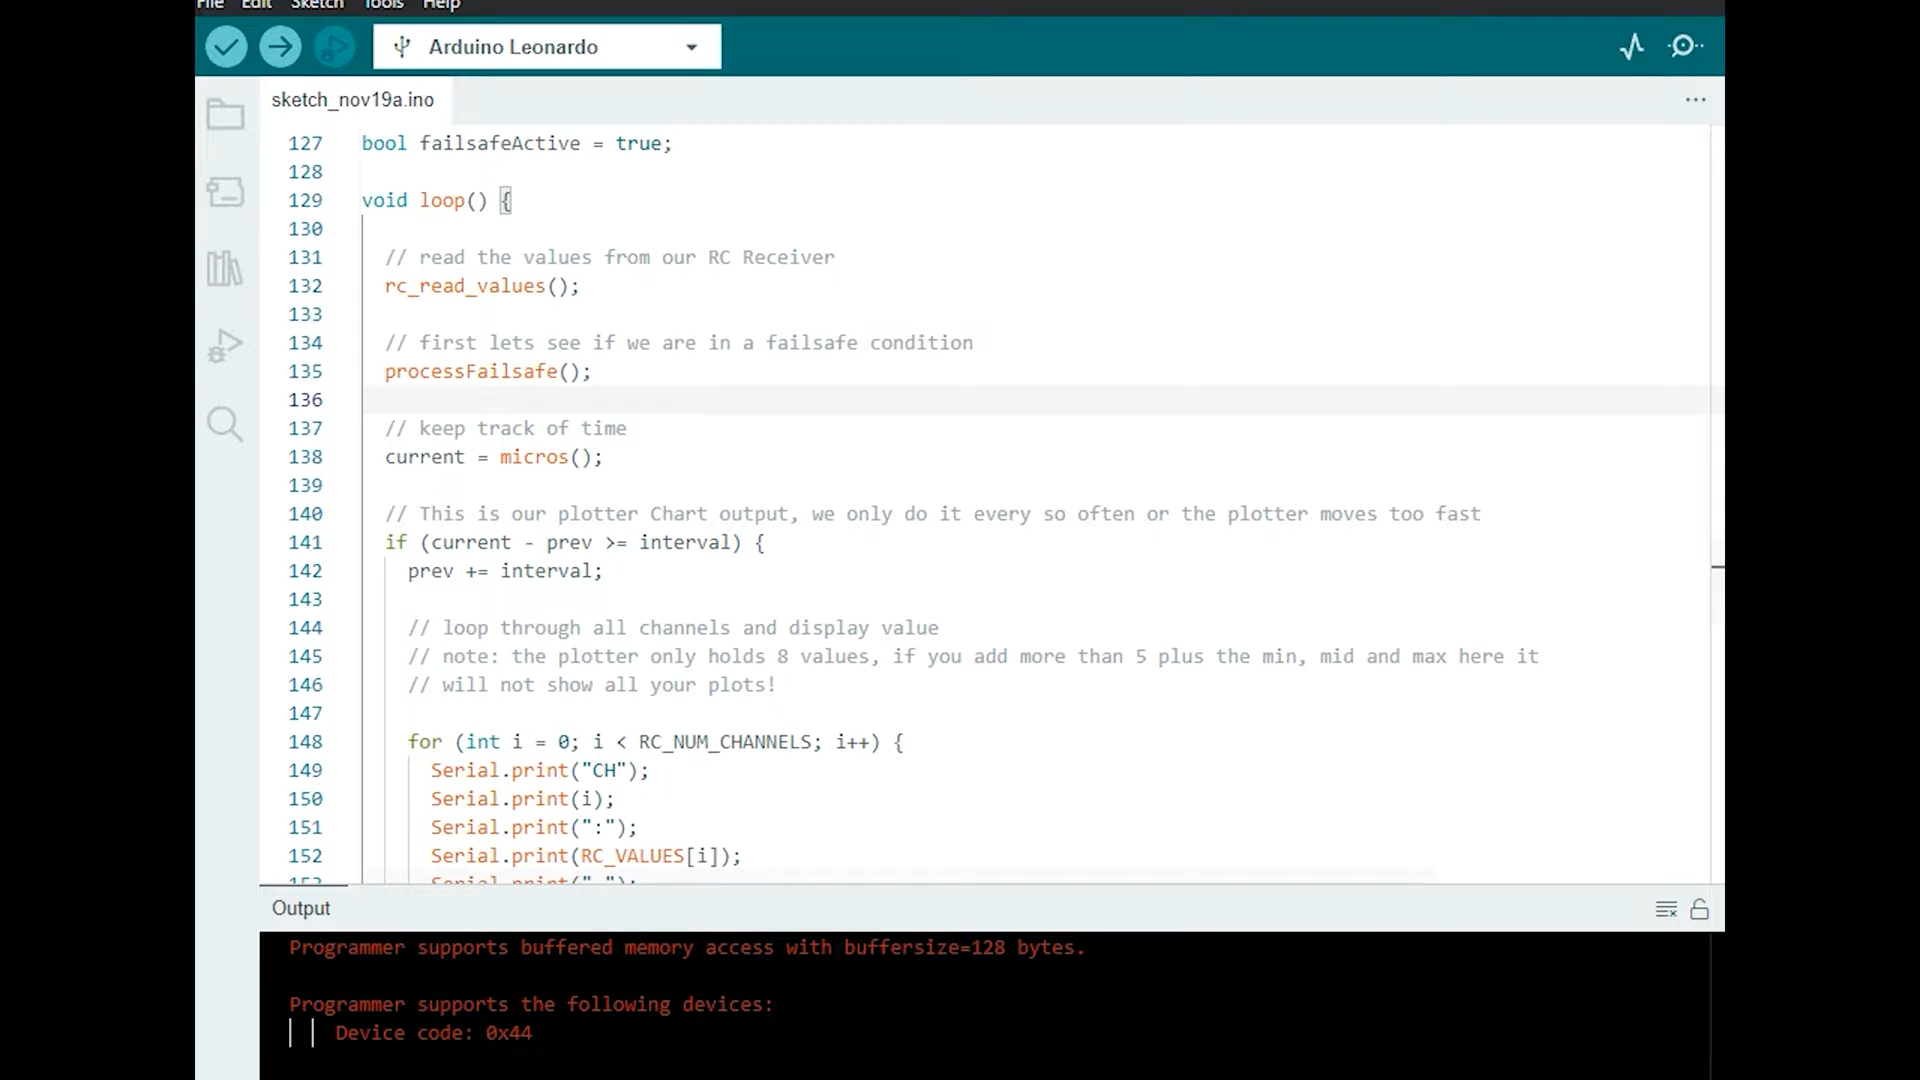 File Edit Sketch Tools Help
Arduino Leonardo
sketch_nov19a.ino
127 bool failsafeActive = true;
128
129 void loop() {
130
131 // read the values from our RC Receiver
132 rc_read_values();
133
134 // first lets see if we are in a failsafe condition
135 processFailsafe();
136
137 // keep track of time
138 current = micros();
139
140 // This is our plotter Chart output, we only do it every so often or the plotter moves too fast
141 if (current - prev >= interval) {
142 prev += interval;
143
144 // loop through all channels and display value
145 // note: the plotter only holds 8 values, if you add more than 5 plus the min, mid and max here it
146 // will not show all your plots!
147
148 for (int i = 0; i < RC_NUM_CHANNELS; i++) {
149 Serial.print("CH");
150 Serial.print(i);
151 Serial.print(":");
152 Serial.print(RC_VALUES[i]);
Output
Programmer supports buffered memory access with buffersize=128 bytes.
Programmer supports the following devices:
Device code: 0x44